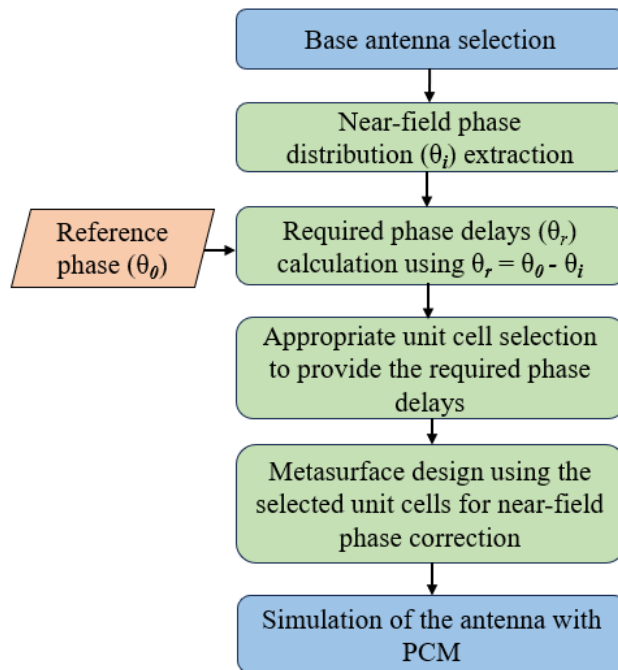 Base antenna selection
Near-field phase
distribution (θi) extraction
Reference
phase (θ0)
Required phase delays (θr)
calculation using θr = θ0 - θi
Appropriate unit cell selection
to provide the required phase
delays
Metasurface design using the
selected unit cells for near-field
phase correction
Simulation of the antenna with
PCM